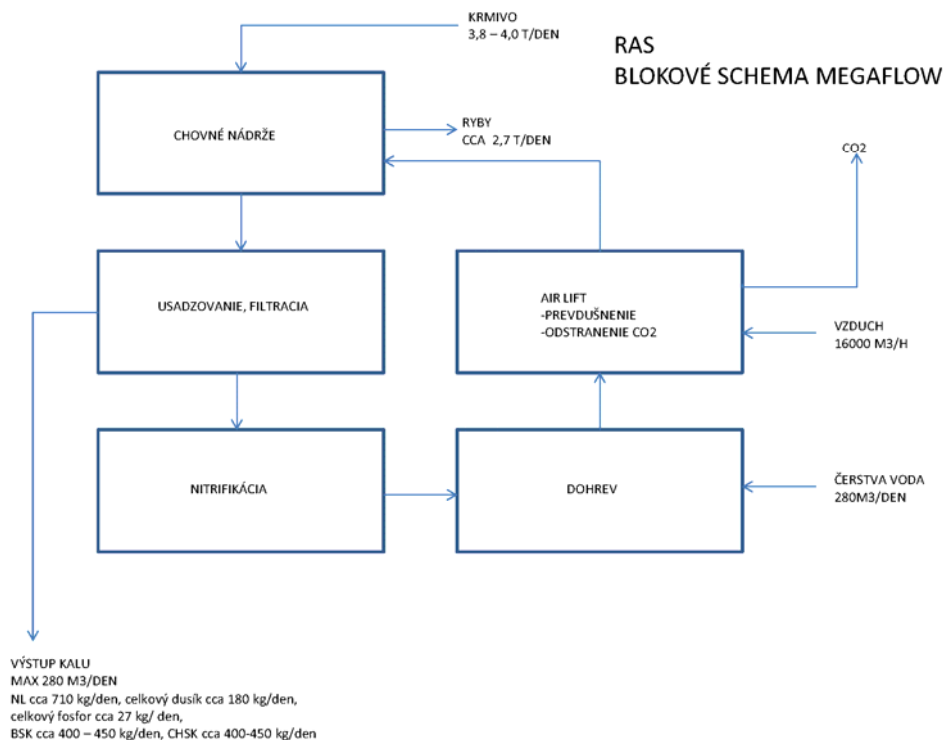 KRMIVO
3,8 – 4,0 T/DEN
RAS
BLOKOVÉ SCHEMA MEGAFLOW
CHOVNÉ NÁDRŽE
RYBY
CCA 2,7 T/DEN
CO2
USADZOVANIE, FILTRACIA
AIR LIFT
-PREVDUŠNENIE
-ODSTRANENIE CO2
VZDUCH
16000 M3/H
NITRIFIKÁCIA
DOHREV
ČERSTVA VODA
280M3/DEN
VÝSTUP KALU
MAX 280 M3/DEN
NL cca 710 kg/den, celkový dusík cca 180 kg/den,
celkový fosfor cca 27 kg/ den,
BSK cca 400 – 450 kg/den, CHSK cca 400-450 kg/den